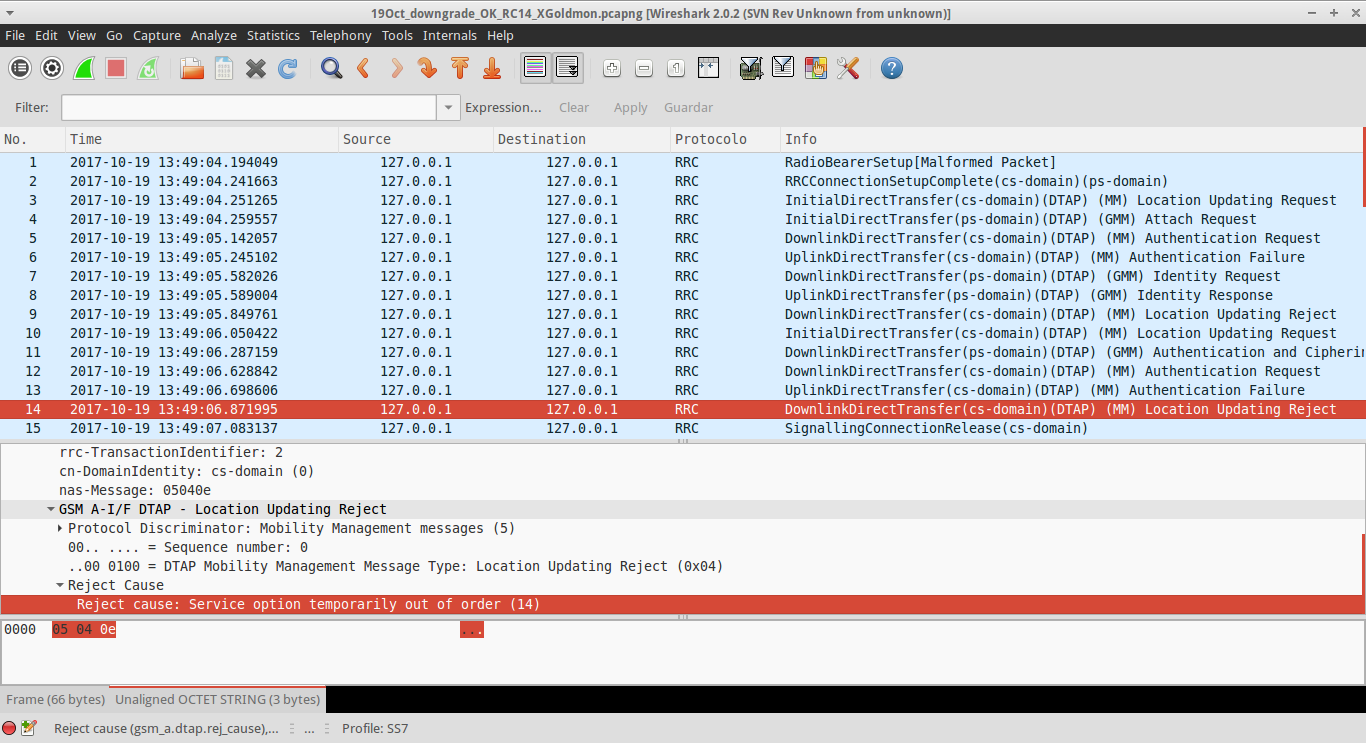 19Oct_downgrade_OK_RC14_XGoldmon.pcapng [Wireshark 2.0.2 (SVN Rev Unknown from unknown)]
File Edit View Go Capture Analyze Statistics Telephony Tools Internals Help
Filter: Expression... Clear Apply Guardar
No. Time Source Destination Protocolo Info
1 2017-10-19 13:49:04.194049 127.0.0.1 127.0.0.1 RRC RadioBearerSetup[Malformed Packet]
2 2017-10-19 13:49:04.241663 127.0.0.1 127.0.0.1 RRC RRCConnectionSetupComplete(cs-domain)(ps-domain)
3 2017-10-19 13:49:04.251265 127.0.0.1 127.0.0.1 RRC InitialDirectTransfer(cs-domain)(DTAP) (MM) Location Updating Request
4 2017-10-19 13:49:04.259557 127.0.0.1 127.0.0.1 RRC InitialDirectTransfer(ps-domain)(DTAP) (GMM) Attach Request
5 2017-10-19 13:49:05.142057 127.0.0.1 127.0.0.1 RRC DownlinkDirectTransfer(cs-domain)(DTAP) (MM) Authentication Request
6 2017-10-19 13:49:05.245102 127.0.0.1 127.0.0.1 RRC UplinkDirectTransfer(cs-domain)(DTAP) (MM) Authentication Failure
7 2017-10-19 13:49:05.582026 127.0.0.1 127.0.0.1 RRC DownlinkDirectTransfer(ps-domain)(DTAP) (GMM) Identity Request
8 2017-10-19 13:49:05.589004 127.0.0.1 127.0.0.1 RRC UplinkDirectTransfer(ps-domain)(DTAP) (GMM) Identity Response
9 2017-10-19 13:49:05.849761 127.0.0.1 127.0.0.1 RRC DownlinkDirectTransfer(cs-domain)(DTAP) (MM) Location Updating Reject
10 2017-10-19 13:49:06.050422 127.0.0.1 127.0.0.1 RRC InitialDirectTransfer(cs-domain)(DTAP) (MM) Location Updating Request
11 2017-10-19 13:49:06.287159 127.0.0.1 127.0.0.1 RRC DownlinkDirectTransfer(ps-domain)(DTAP) (GMM) Authentication and Cipherin
12 2017-10-19 13:49:06.628842 127.0.0.1 127.0.0.1 RRC DownlinkDirectTransfer(cs-domain)(DTAP) (MM) Authentication Request
13 2017-10-19 13:49:06.698606 127.0.0.1 127.0.0.1 RRC UplinkDirectTransfer(cs-domain)(DTAP) (MM) Authentication Failure
14 2017-10-19 13:49:06.871995 127.0.0.1 127.0.0.1 RRC DownlinkDirectTransfer(cs-domain)(DTAP) (MM) Location Updating Reject
15 2017-10-19 13:49:07.083137 127.0.0.1 127.0.0.1 RRC SignallingConnectionRelease(cs-domain)
rrc-TransactionIdentifier: 2
cn-DomainIdentity: cs-domain (0)
nas-Message: 05040e
GSM A-I/F DTAP - Location Updating Reject
Protocol Discriminator: Mobility Management messages (5)
00.. .... = Sequence number: 0
..00 0100 = DTAP Mobility Management Message Type: Location Updating Reject (0x04)
Reject Cause
Reject cause: Service option temporarily out of order (14)
0000 05 04 0e ...
Frame (66 bytes) Unaligned OCTET STRING (3 bytes)
Reject cause (gsm_a.dtap.rej_cause),... ... Profile: SS7